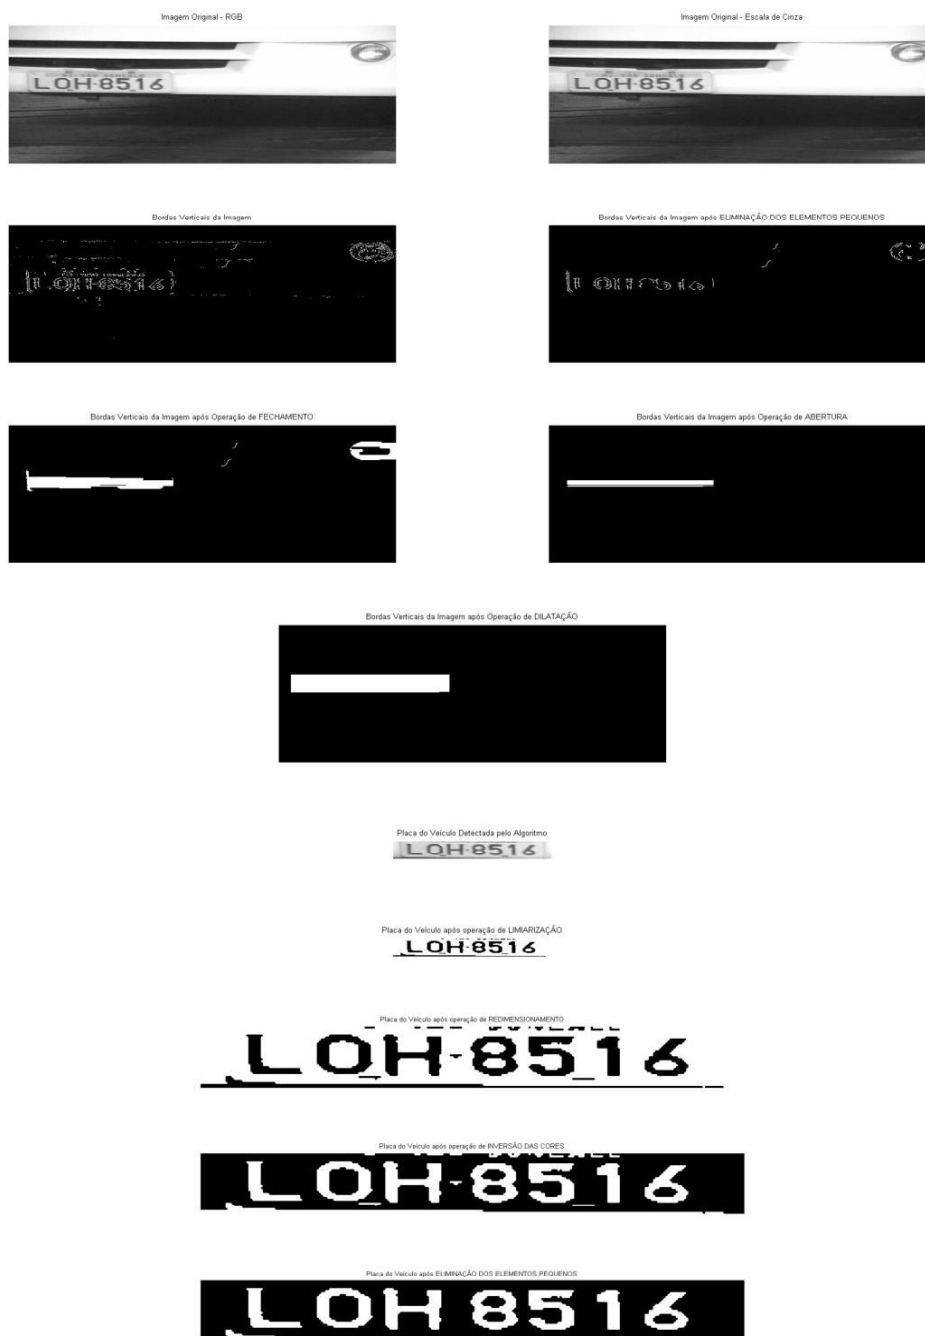 Imagem Original - RGB
Imagem Original - Escala de Cinza
LQH·8516
LQH·8516
Bordas Verticais da Imagem
Bordas Verticais da Imagem após ELIMINAÇÃO DOS ELEMENTOS PEQUENOS
Bordas Verticais da Imagem após Operação de FECHAMENTO
Bordas Verticais da Imagem após Operação de ABERTURA
Bordas Verticais da Imagem após Operação de DILATAÇÃO
Placa do Veículo Detectada pelo Algoritmo
LQH·8516
Placa do Veículo após operação de LIMIARIZAÇÃO
LQH·8516
Placa do Veículo após operação de REDIMENSIONAMENTO
LQH·8516
Placa do Veículo após operação de INVERSÃO DAS CORES
LQH·8516
Placa do Veículo após ELIMINAÇÃO DOS ELEMENTOS PEQUENOS
LQH 8516